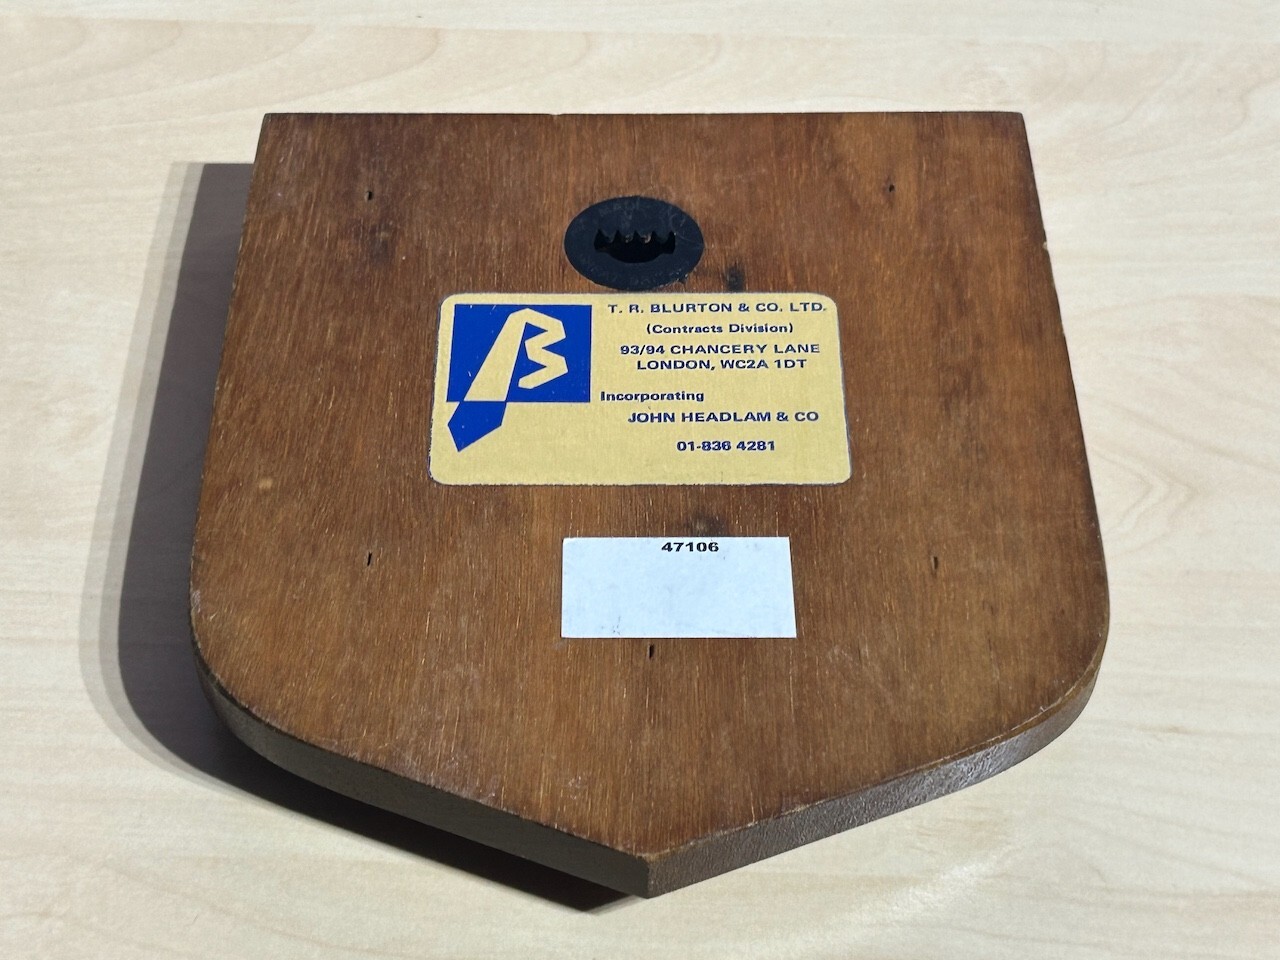 T. R. BLURTON & CO. LTD.
(Contracts Division)
93/94 CHANCERY LANE
LONDON, WC2A 1DT
Incorporating
JOHN HEADLAM & CO
01-836 4281
47106